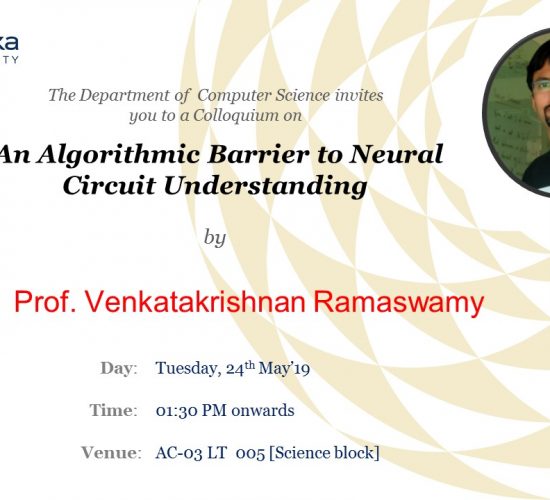 ka
ITY
The Department of Computer Science invites
you to a Colloquium on
An Algorithmic Barrier to Neural
Circuit Understanding
by
Prof. Venkatakrishnan Ramaswamy
Day: Tuesday, 24th May'19
Time: 01:30 PM onwards
Venue: AC-03 LT 005 [Science block]